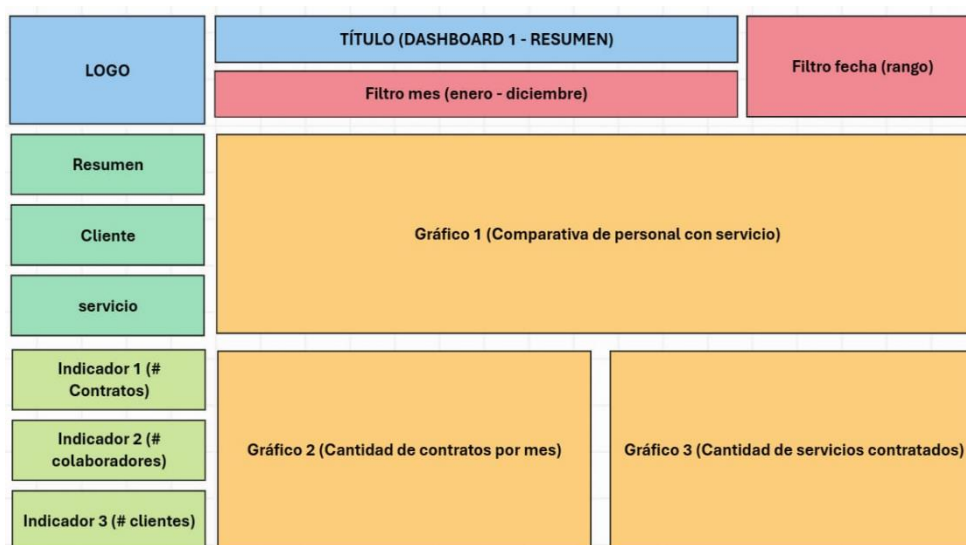 LOGO
TÍTULO (DASHBOARD 1 - RESUMEN)
Filtro mes (enero - diciembre)
Filtro fecha (rango)
Resumen
Cliente
servicio
Gráfico 1 (Comparativa de personal con servicio)
Indicador 1 (#
Contratos)
Indicador 2 (#
colaboradores)
Indicador 3 (# clientes)
Gráfico 2 (Cantidad de contratos por mes)
Gráfico 3 (Cantidad de servicios contratados)